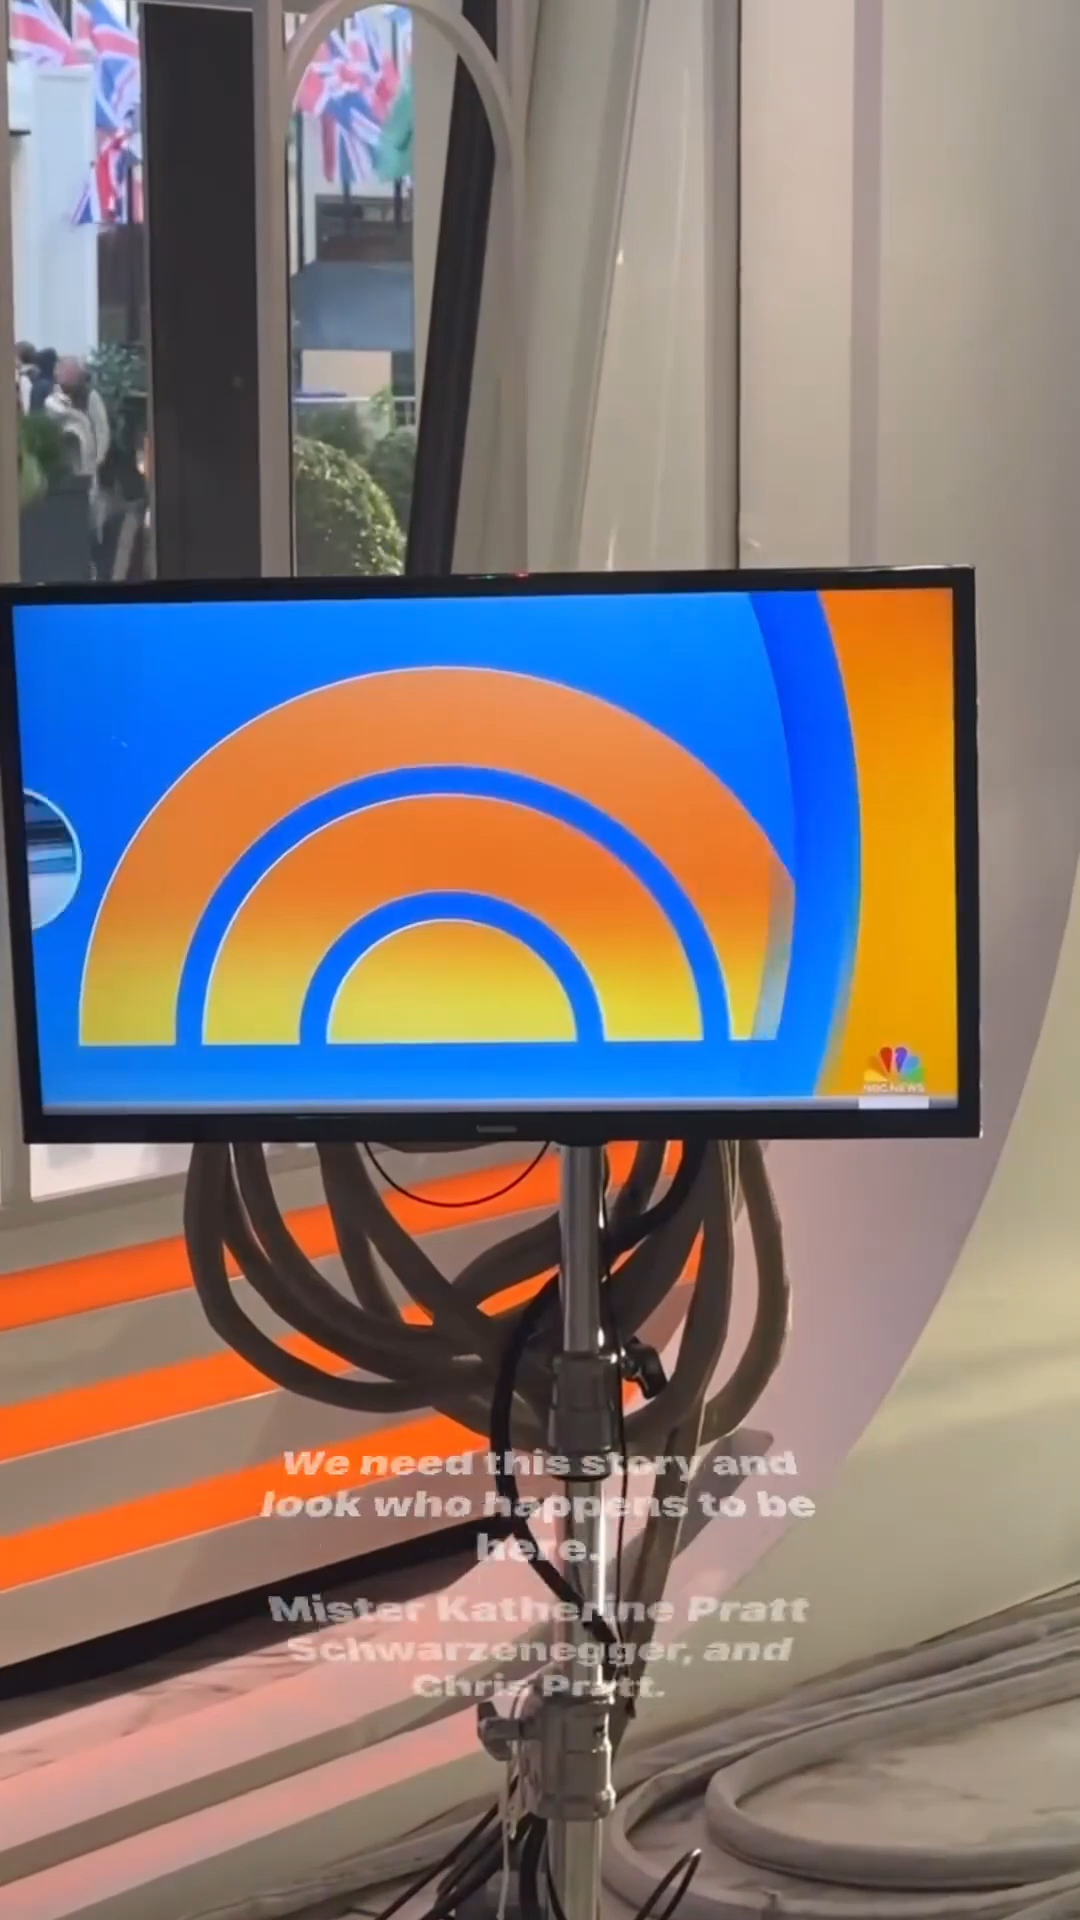 NBC NEWS
We need this story and
look who happens to be
here.
Mister Katherine Pratt
Schwarzenegger, and
Chris Pratt.